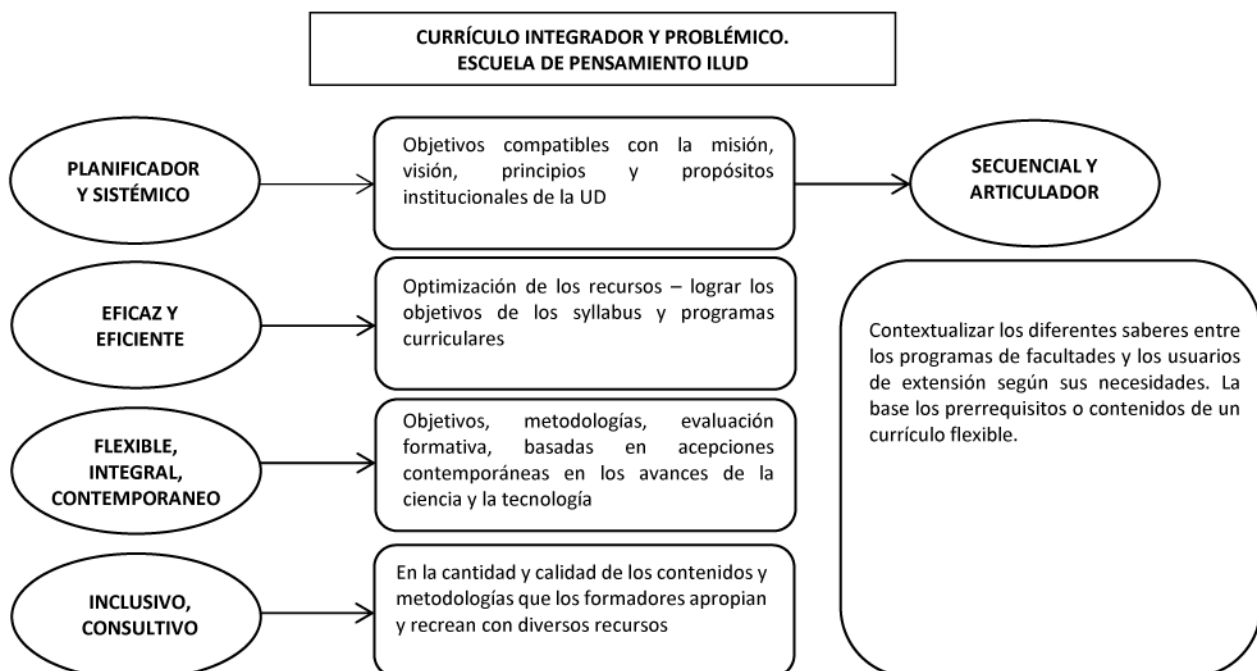 CURRÍCULO INTEGRADOR Y PROBLÉMICO.
ESCUELA DE PENSAMIENTO ILUD
PLANIFICADOR
Y SISTÉMICO
Objetivos compatibles con la misión,
visión, principios y propósitos
institucionales de la UD
SECUENCIAL Y
ARTICULADOR
EFICAZ Y
EFICIENTE
Optimización de los recursos – lograr los
objetivos de los syllabus y programas
curriculares
Contextualizar los diferentes saberes entre
los programas de facultades y los usuarios
de extensión según sus necesidades. La
base los prerrequisitos o contenidos de un
currículo flexible.
FLEXIBLE,
INTEGRAL,
CONTEMPORANEO
Objetivos, metodologías, evaluación
formativa, basadas en acepciones
contemporáneas en los avances de la
ciencia y la tecnología
INCLUSIVO,
CONSULTIVO
En la cantidad y calidad de los contenidos y
metodologías que los formadores apropian
y recrean con diversos recursos